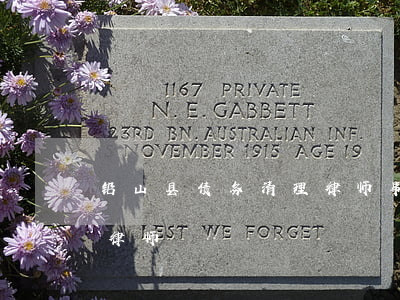 1167 PRIVATE
N. E. GABBETT
23RD BN. AUSTRALIAN INF.
NOVEMBER 1915 AGE 19
铅山县债务清理律师
律师
LEST WE FORGET